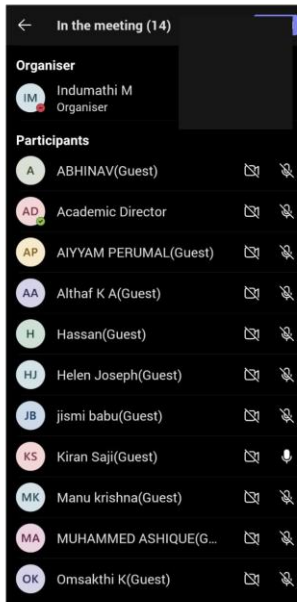 In the meeting (14)
Organiser
IM
Indumathi M
Organiser
Participants
A
ABHINAV(Guest)
AD
Academic Director
AP
AIYYAM PERUMAL(Guest)
AA
Althaf K A(Guest)
H
Hassan(Guest)
HJ
Helen Joseph(Guest)
JB
jismi babu(Guest)
KS
Kiran Saji(Guest)
MK
Manu krishna(Guest)
MA
MUHAMMED ASHIQUE(G...
OK
Omsakthi K(Guest)